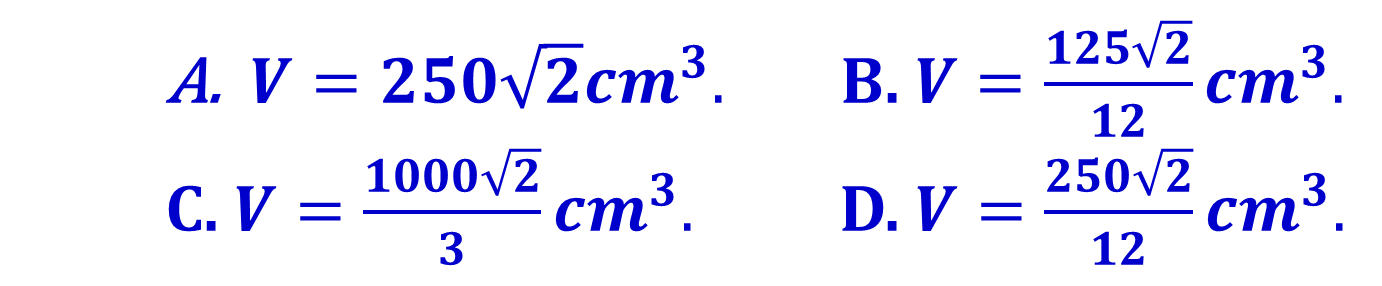 A. V = 250√2cm³. B. V = 125√2/12 cm³.
C. V = 1000√2/3 cm³. D. V = 250√2/12 cm³.